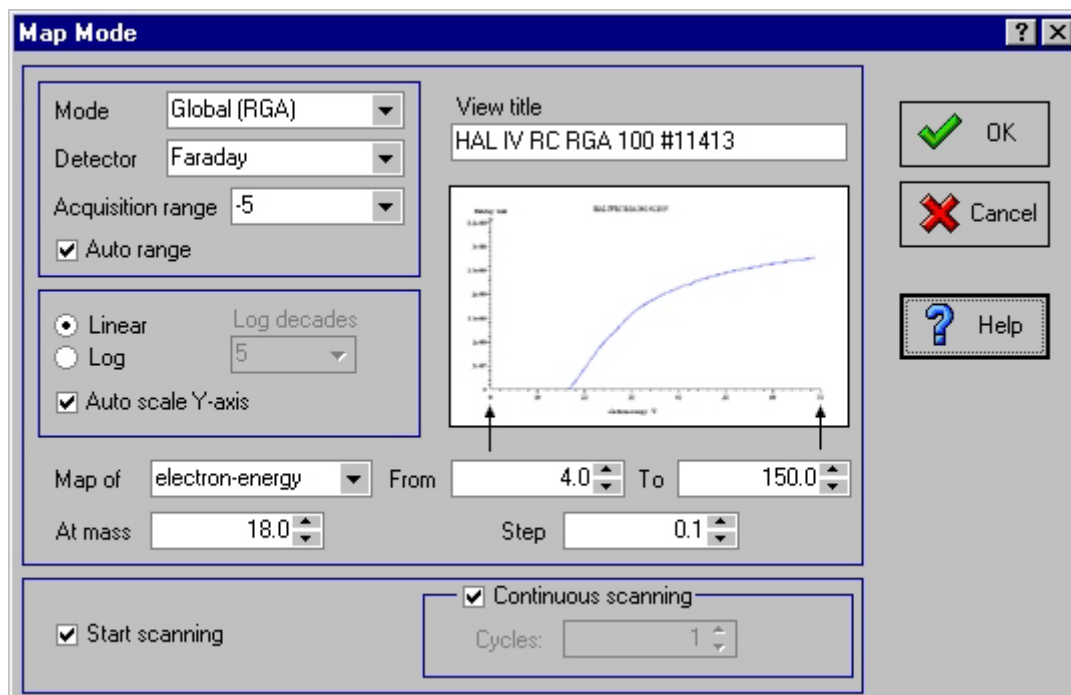 Map Mode
Mode Global (RGA)
Detector Faraday
Acquisition range -5
Auto range
View title
HAL IV RC RGA 100 #11413
OK
Cancel
Help
Linear
Log
Log decades
5
Auto scale Y-axis
Map of electron-energy From 4.0 To 150.0
At mass 18.0 Step 0.1
Start scanning
Continuous scanning
Cycles: 1